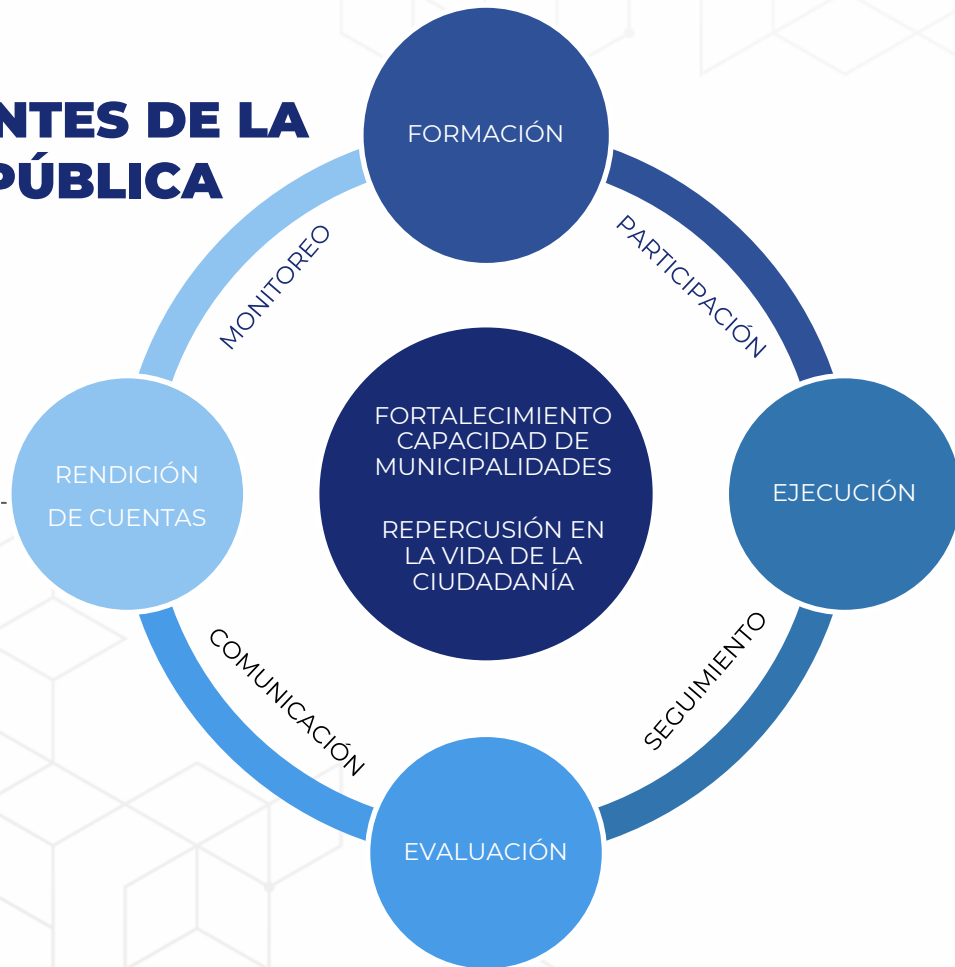 NTES DE LA
PÚBLICA
FORMACIÓN
MONITOREO
PARTICIPACIÓN
FORTALECIMIENTO
CAPACIDAD DE
MUNICIPALIDADES
REPERCUSIÓN EN
LA VIDA DE LA
CIUDADANÍA
RENDICIÓN
DE CUENTAS
EJECUCIÓN
COMUNICACIÓN
SEGUIMIENTO
EVALUACIÓN